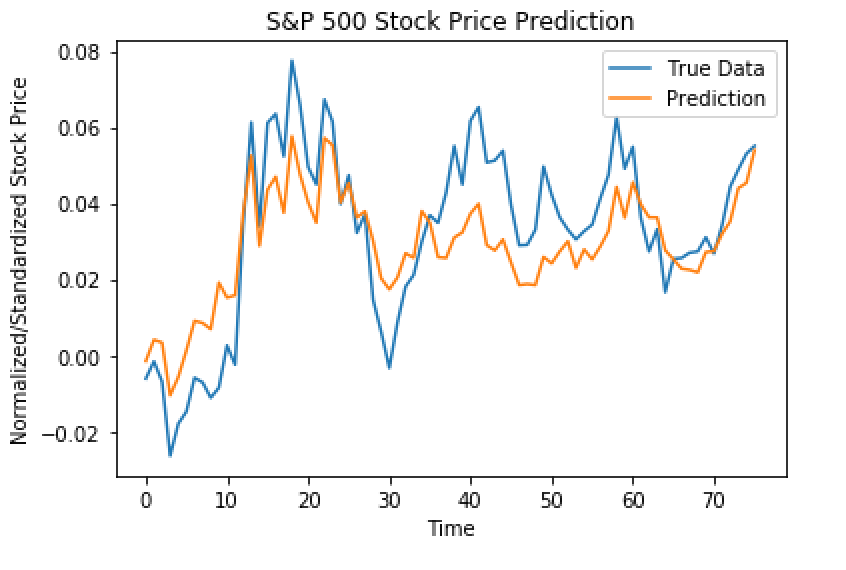 S&P 500 Stock Price Prediction
Normalized/Standardized Stock Price
0.08
0.06
0.04
0.02
0.00
−0.02
True Data
Prediction
0 10 20 30 40 50 60 70
Time